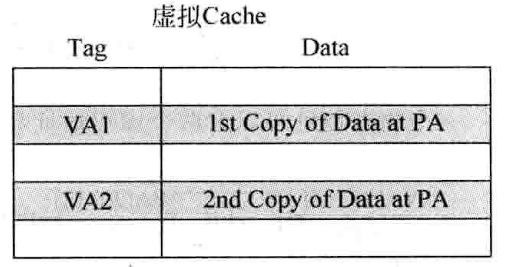 虚拟Cache
Tag Data
VA1 1st Copy of Data at PA
VA2 2nd Copy of Data at PA